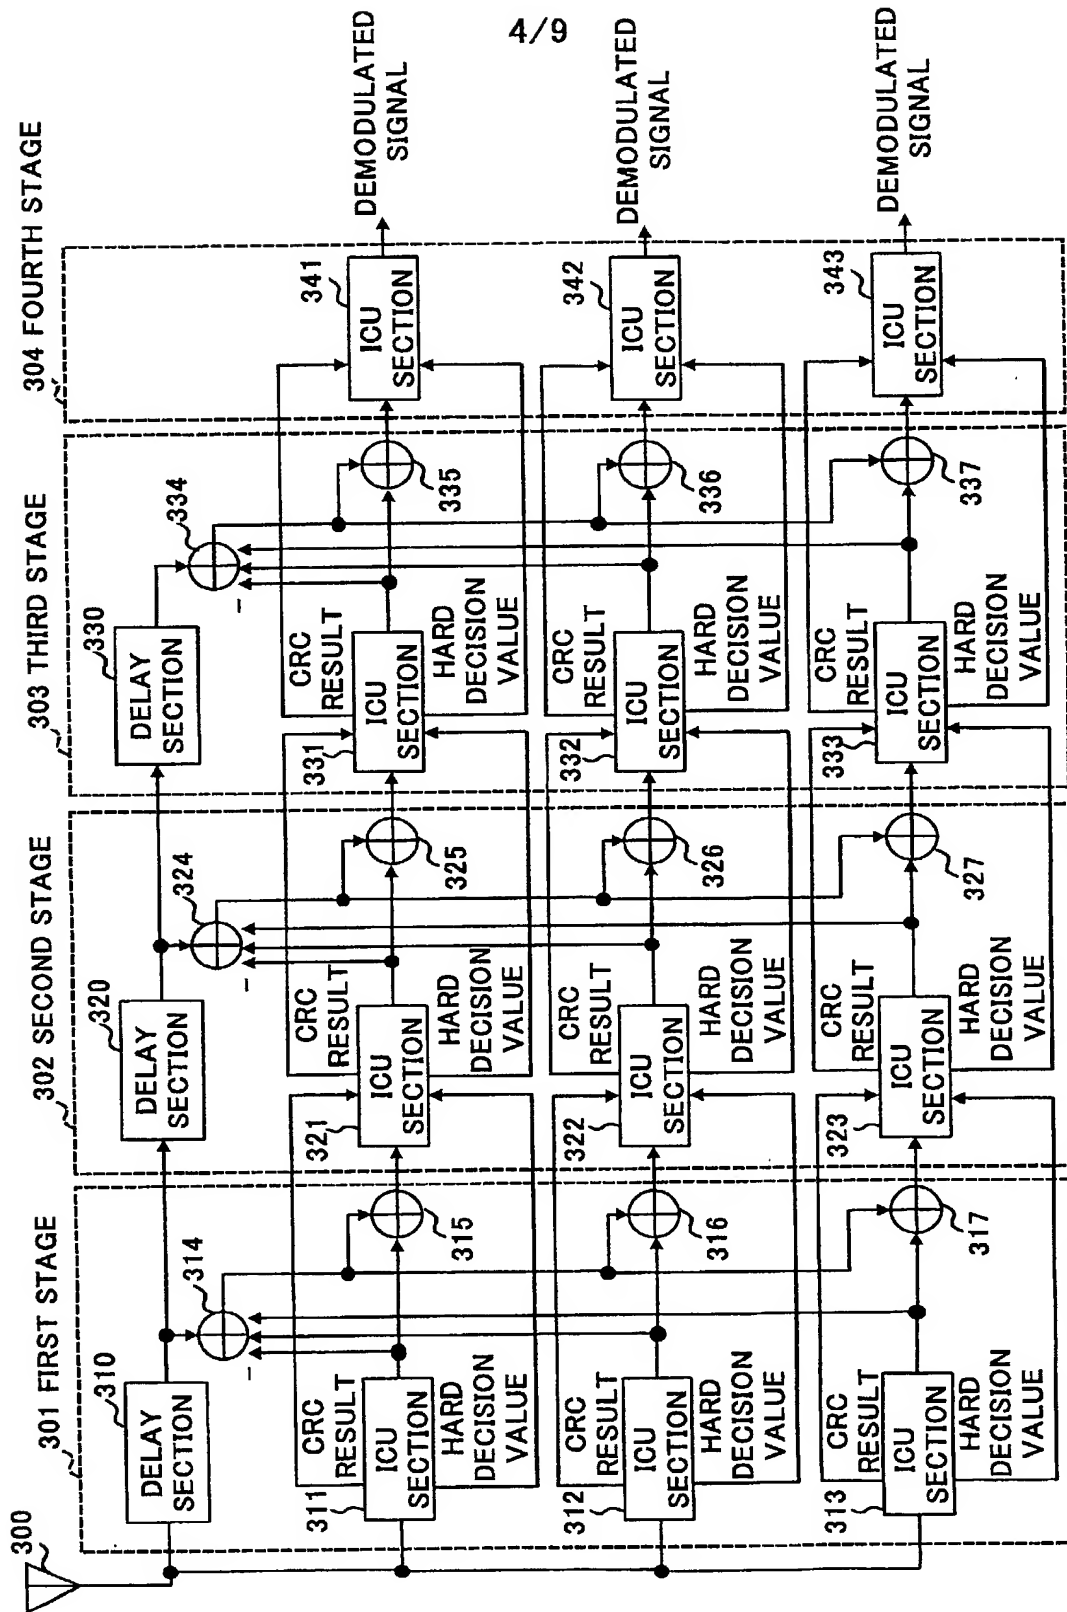 4/9
300
301 FIRST STAGE
310
DELAY
SECTION
314
-
311
ICU
SECTION
CRC
RESULT
HARD
DECISION
VALUE
315
312
ICU
SECTION
CRC
RESULT
HARD
DECISION
VALUE
316
313
ICU
SECTION
CRC
RESULT
HARD
DECISION
VALUE
317
302 SECOND STAGE
320
DELAY
SECTION
324
-
321
ICU
SECTION
CRC
RESULT
HARD
DECISION
VALUE
325
322
ICU
SECTION
CRC
RESULT
HARD
DECISION
VALUE
326
323
ICU
SECTION
CRC
RESULT
HARD
DECISION
VALUE
327
303 THIRD STAGE
330
DELAY
SECTION
334
-
331
ICU
SECTION
CRC
RESULT
HARD
DECISION
VALUE
335
332
ICU
SECTION
CRC
RESULT
HARD
DECISION
VALUE
336
333
ICU
SECTION
CRC
RESULT
HARD
DECISION
VALUE
337
304 FOURTH STAGE
341
ICU
SECTION
DEMODULATED
SIGNAL
342
ICU
SECTION
DEMODULATED
SIGNAL
343
ICU
SECTION
DEMODULATED
SIGNAL